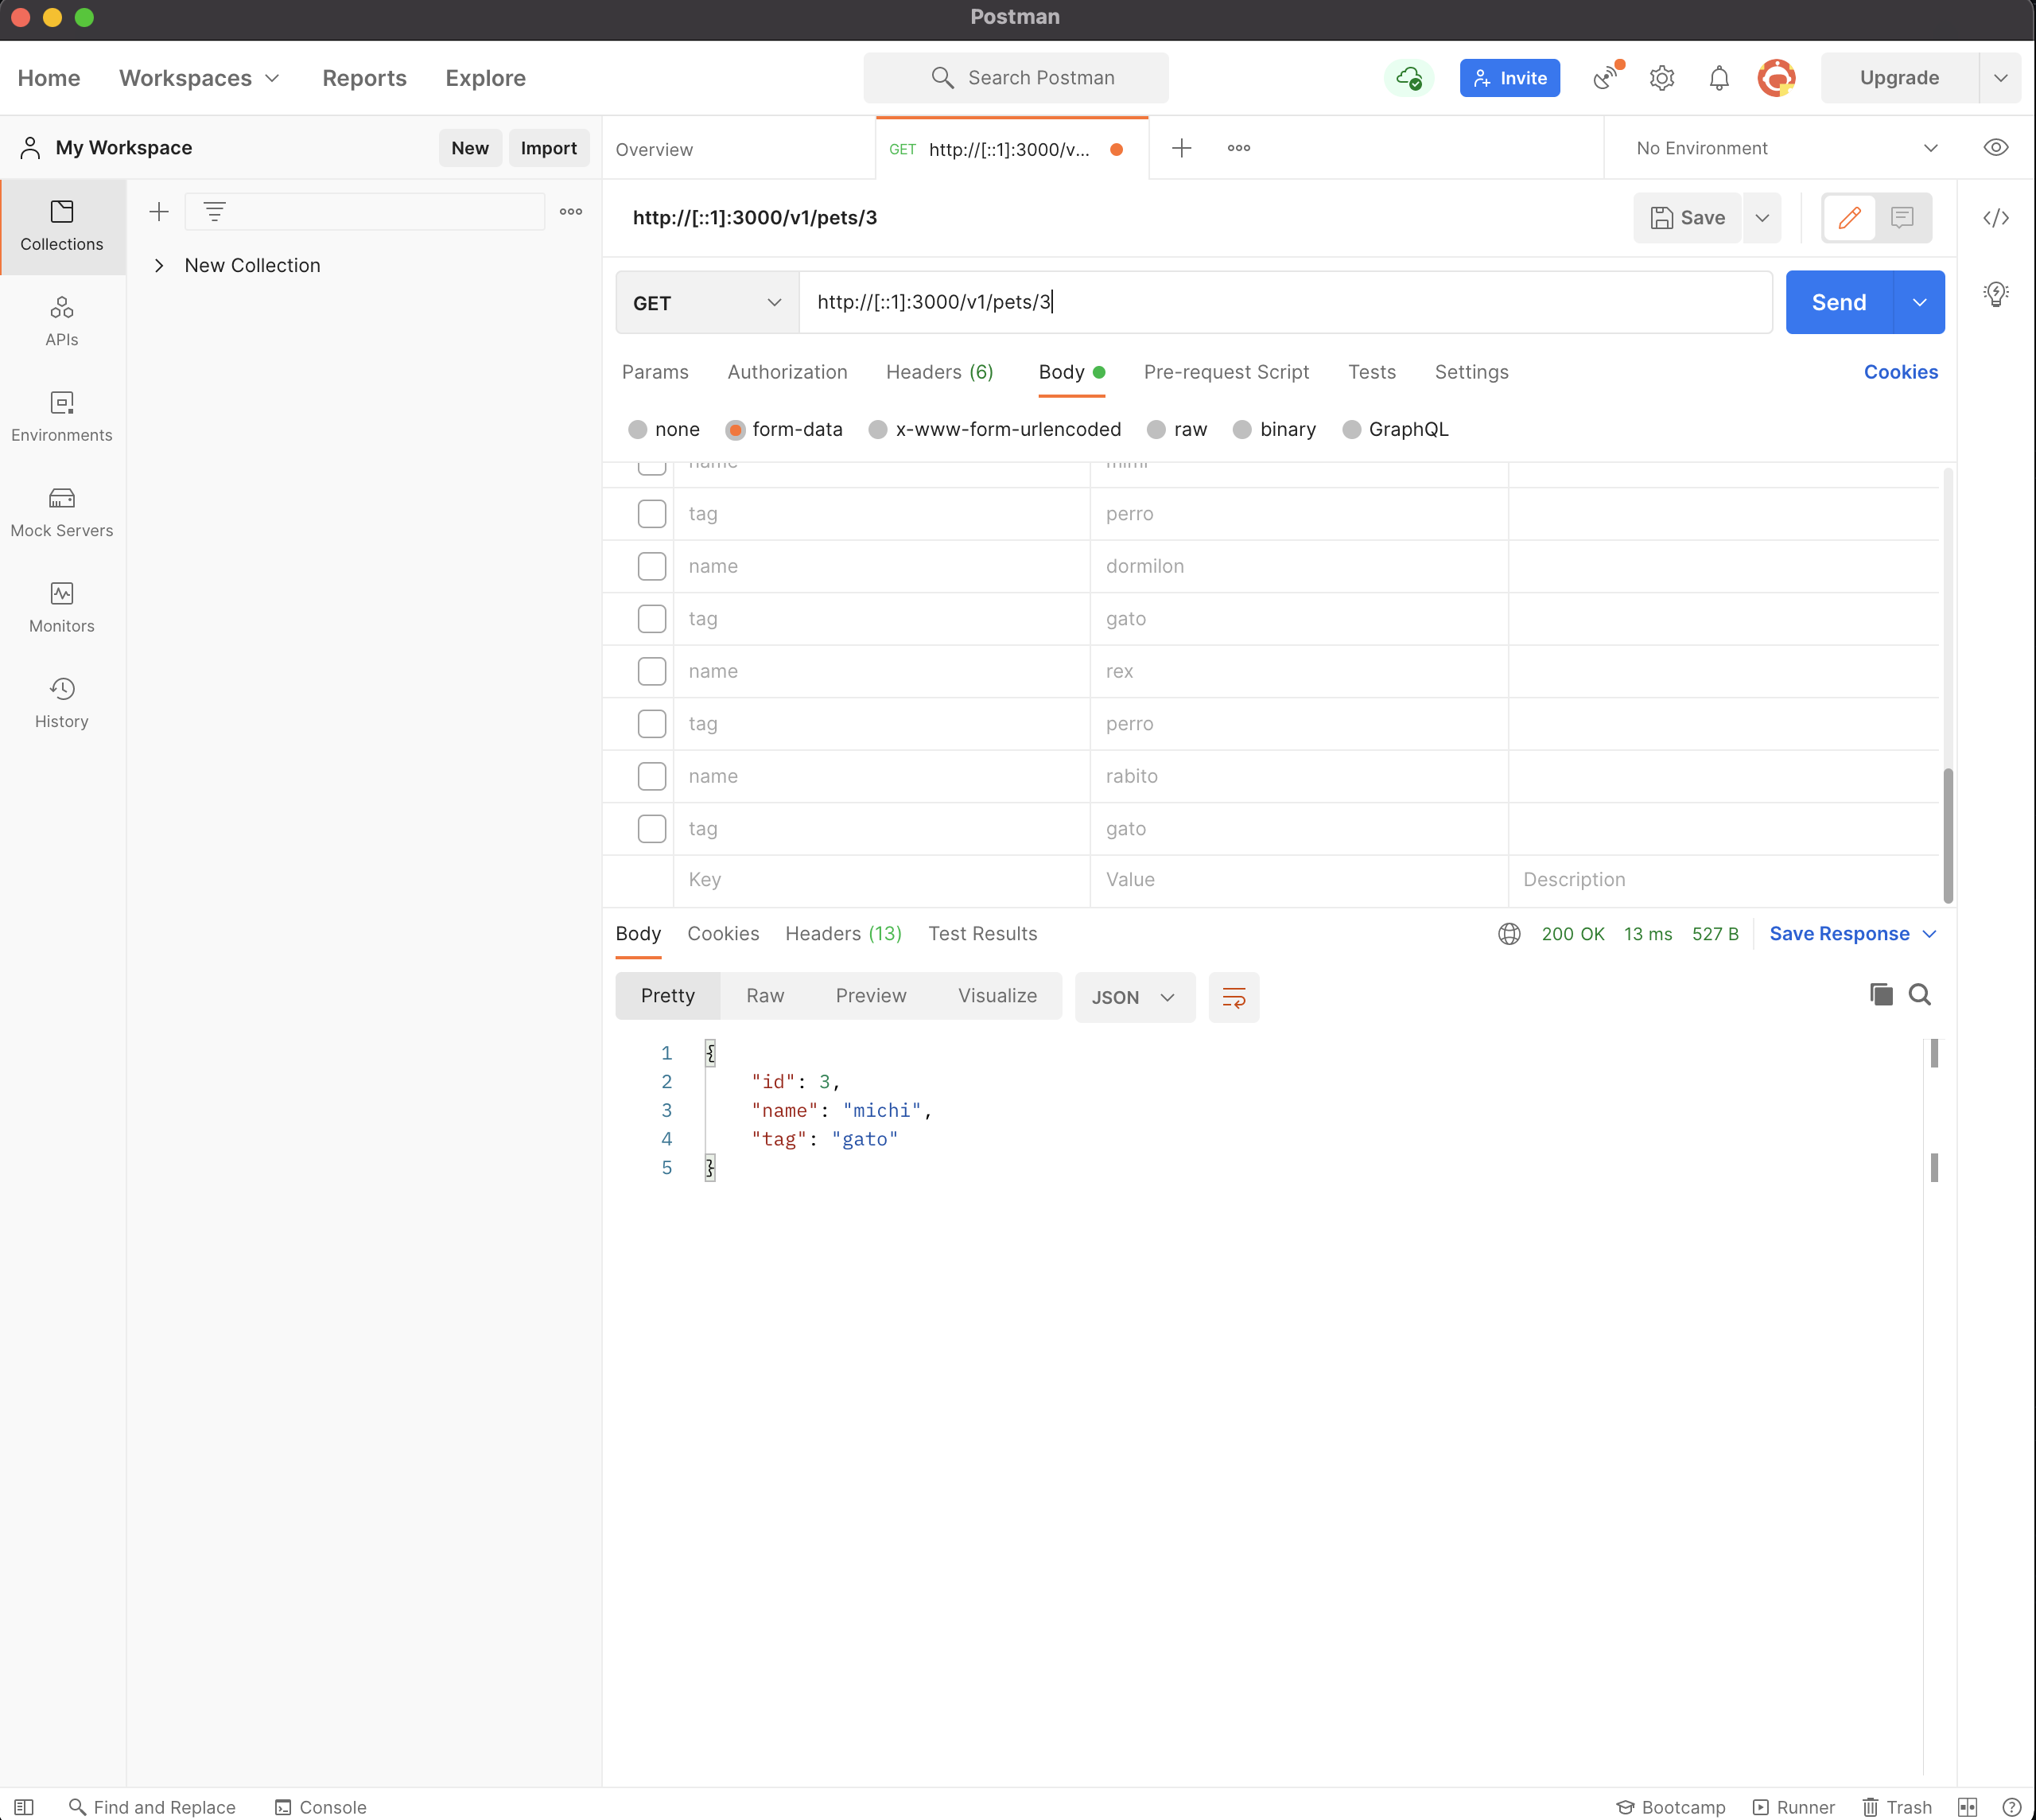 Postman
Home Workspaces Reports Explore Search Postman Invite Upgrade
My Workspace New Import Overview GET http://[::1]:3000/v... No Environment
Collections
New Collection
APIs
Environments
Mock Servers
Monitors
History
http://[::1]:3000/v1/pets/3 Save
GET http://[::1]:3000/v1/pets/3 Send
Params Authorization Headers (6) Body Pre-request Script Tests Settings Cookies
none form-data x-www-form-urlencoded raw binary GraphQL
name mimi
tag perro
name dormilon
tag gato
name rex
tag perro
name rabito
tag gato
Key Value Description
Body Cookies Headers (13) Test Results 200 OK 13 ms 527 B Save Response
Pretty Raw Preview Visualize JSON
1 {
2 "id": 3,
3 "name": "michi",
4 "tag": "gato"
5 }
Find and Replace Console Bootcamp Runner Trash